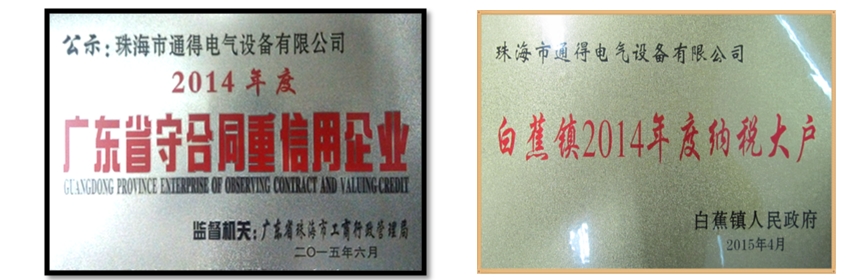 公示:珠海市通得电气设备有限公司
2014年度
广东省守合同重信用企业
GUANGDONG PROVINCE ENTERPRISE OF OBSERVING CONTRACT AND VALUING-CREDIT
监督机关:广东省珠海市工商行政管理局
二〇一五年六月
珠海市通得电气设备有限公司
白蕉镇2014年度纳税大户
白蕉镇人民政府
2015年4月